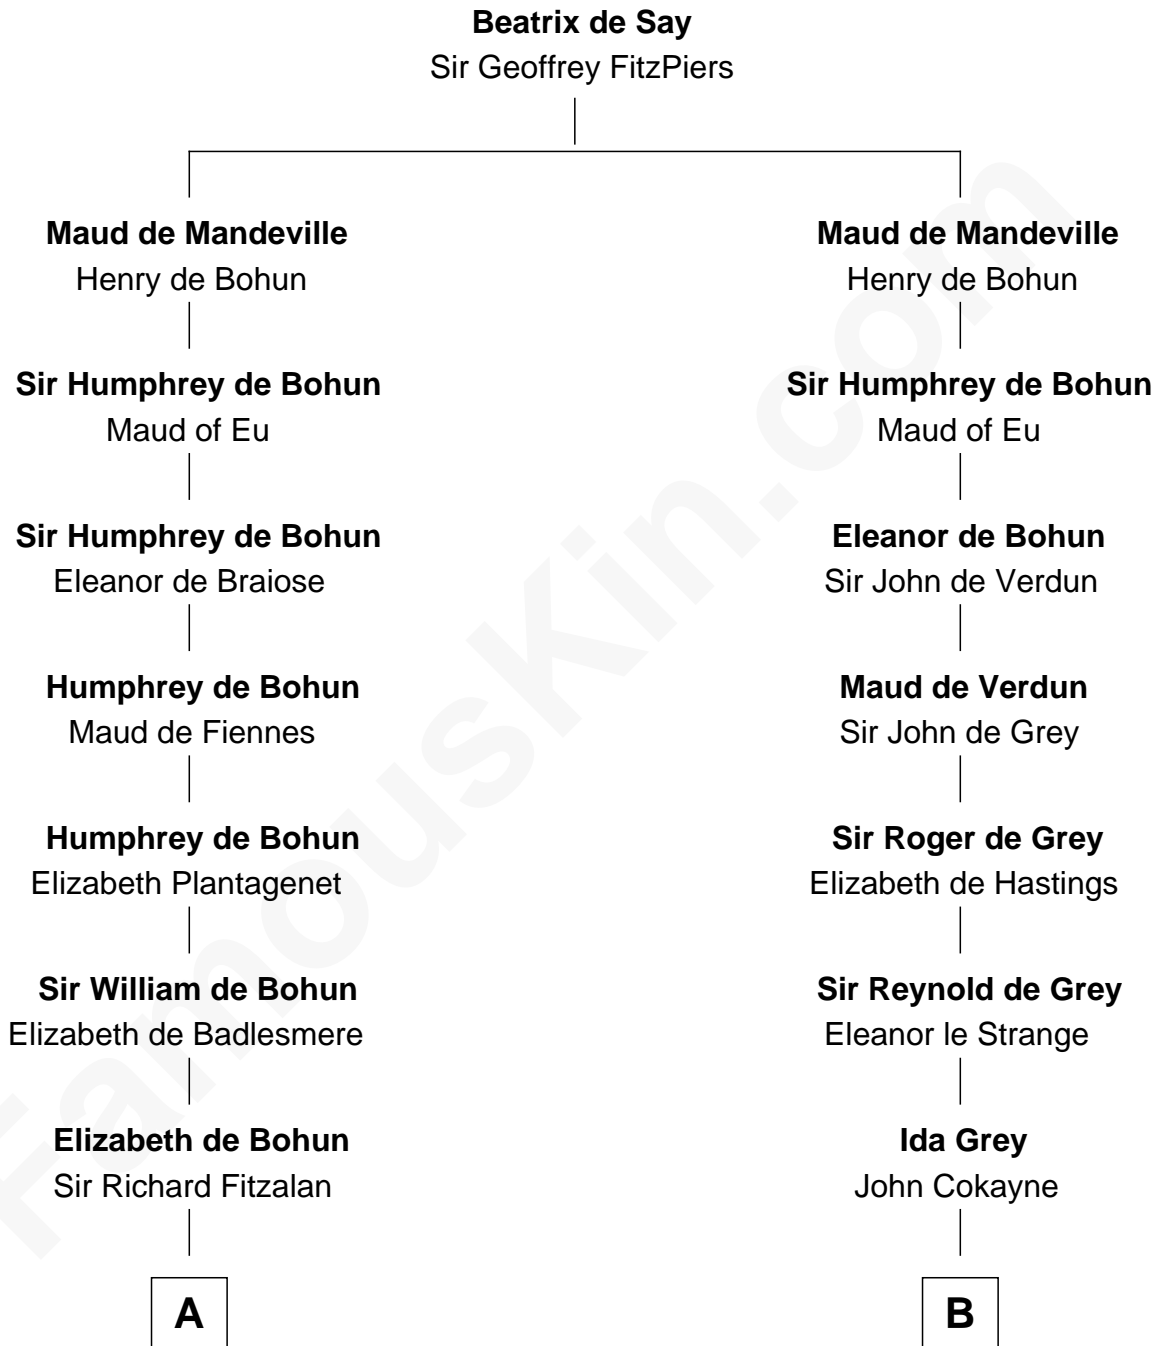 Beatrix de Say
Sir Geoffrey FitzPiers
Maud de Mandeville
Henry de Bohun
Sir Humphrey de Bohun
Maud of Eu
Sir Humphrey de Bohun
Eleanor de Braiose
Humphrey de Bohun
Maud de Fiennes
Humphrey de Bohun
Elizabeth Plantagenet
Sir William de Bohun
Elizabeth de Badlesmere
Elizabeth de Bohun
Sir Richard Fitzalan
A
Maud de Mandeville
Henry de Bohun
Sir Humphrey de Bohun
Maud of Eu
Eleanor de Bohun
Sir John de Verdun
Maud de Verdun
Sir John de Grey
Sir Roger de Grey
Elizabeth de Hastings
Sir Reynold de Grey
Eleanor le Strange
Ida Grey
John Cokayne
B
FamousKin.com